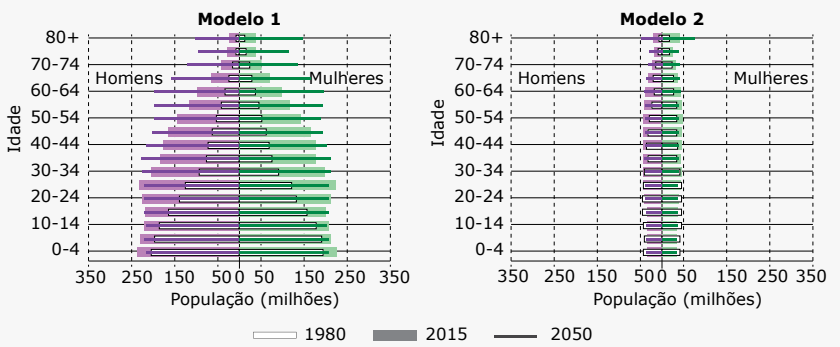 Modelo 1
Idade
80+
70-74
60-64
50-54
40-44
30-34
20-24
10-14
0-4
Homens
Mulheres
350 250 150 50 0 50 150 250 350
População (milhões)
Modelo 2
Idade
80+
70-74
60-64
50-54
40-44
30-34
20-24
10-14
0-4
Homens
Mulheres
350 250 150 50 0 50 150 250 350
População (milhões)
1980 2015 2050